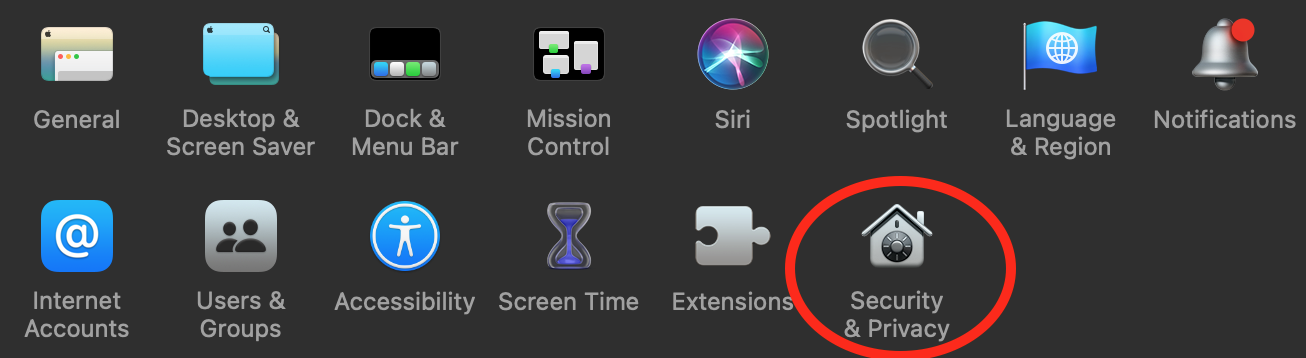 General
Desktop &
Screen Saver
Dock &
Menu Bar
Mission
Control
Siri
Spotlight
Language
& Region
Notifications
@
Internet
Accounts
Users &
Groups
Accessibility
Screen Time
Extensions
Security
& Privacy